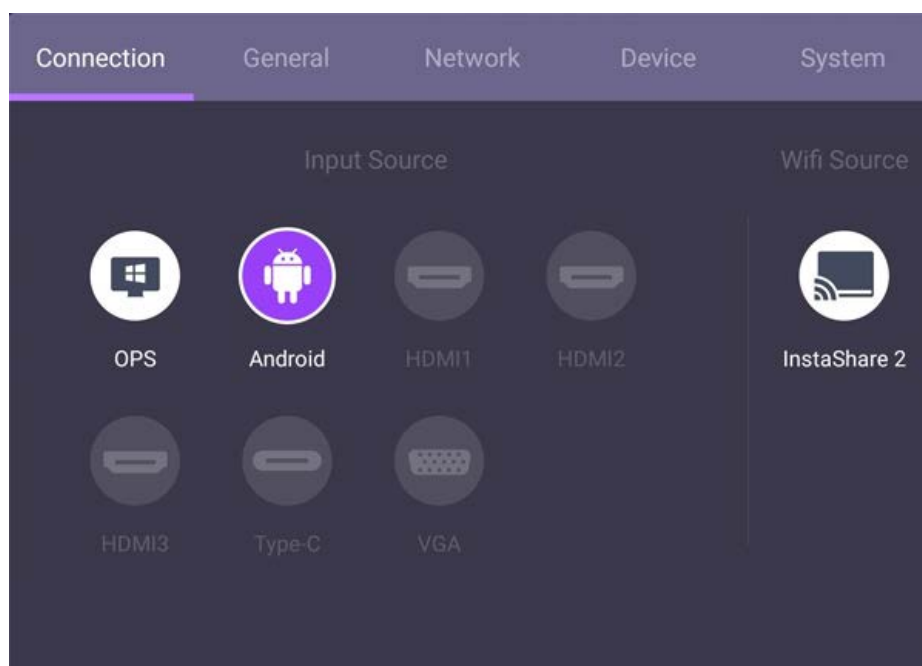 Connection General Network Device System
Input Source Wifi Source
OPS Android HDMI1 HDMI2 InstaShare 2
HDMI3 Type-C VGA